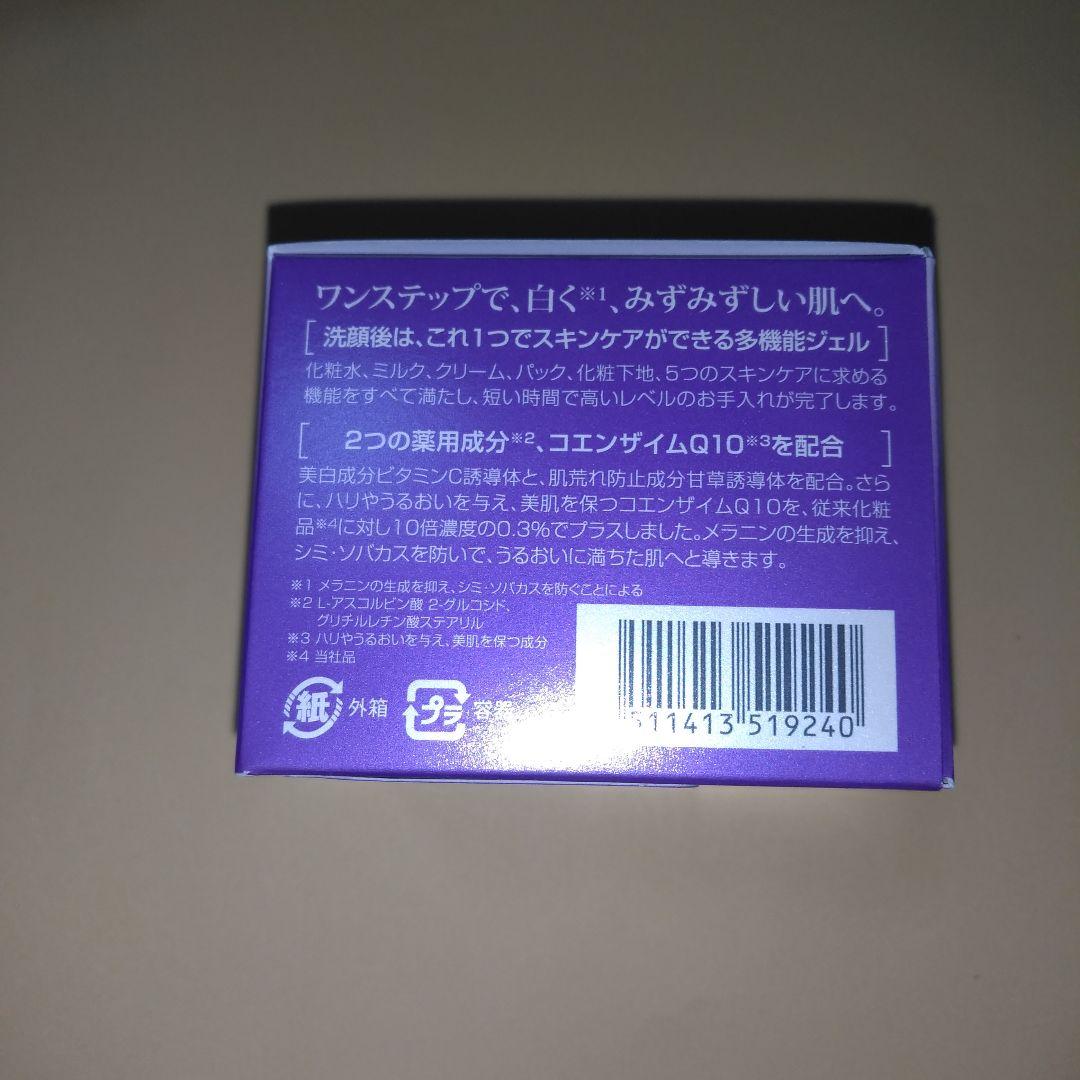 ワンステップで、白く※1、みずみずしい肌へ。
[洗顔後は、これ1つでスキンケアができる多機能ジェル]
化粧水、ミルク、クリーム、パック、化粧下地、5つのスキンケアに求める
機能をすべて満たし、短い時間で高いレベルのお手入れが完了します。
[2つの薬用成分※2、コエンザイムQ10※3を配合]
美白成分ビタミンC誘導体と、肌荒れ防止成分甘草誘導体を配合。さら
に、ハリやうるおいを与え、美肌を保つコエンザイムQ10を、従来化粧
品※4に対し10倍濃度の0.3%でプラスしました。メラニンの生成を抑え、
シミ・ソバカスを防いで、うるおいに満ちた肌へと導きます。
※1 メラニンの生成を抑え、シミ・ソバカスを防ぐことによる
※2 L-アスコルビン酸 2-グルコシド、
グリチルレチン酸ステアリル
※3 ハリやうるおいを与え、美肌を保つ成分
※4 当社品
紙 外箱 プラ 容器
511413 519240